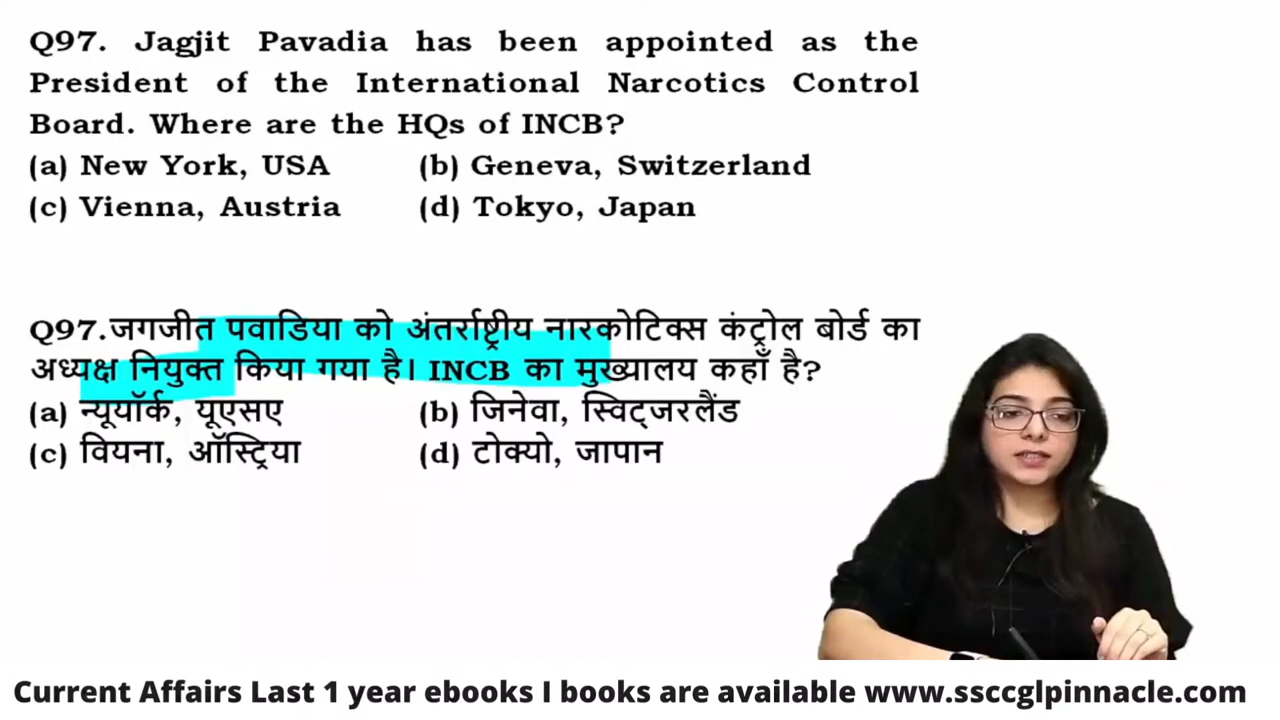 Q97. Jagjit Pavadia has been appointed as the
President of the International Narcotics Control
Board. Where are the HQs of INCB?
(a) New York, USA (b) Geneva, Switzerland
(c) Vienna, Austria (d) Tokyo, Japan
Q97.जगजीत पवाडिया को अंतर्राष्ट्रीय नारकोटिक्स कंट्रोल बोर्ड का
अध्यक्ष नियुक्त किया गया है। INCB का मुख्यालय कहाँ है?
(a) न्यूयॉर्क, यूएसए (b) जिनेवा, स्विट्जरलैंड
(c) वियना, ऑस्ट्रिया (d) टोक्यो, जापान
Current Affairs Last 1 year ebooks I books are available www.ssccglpinnacle.com